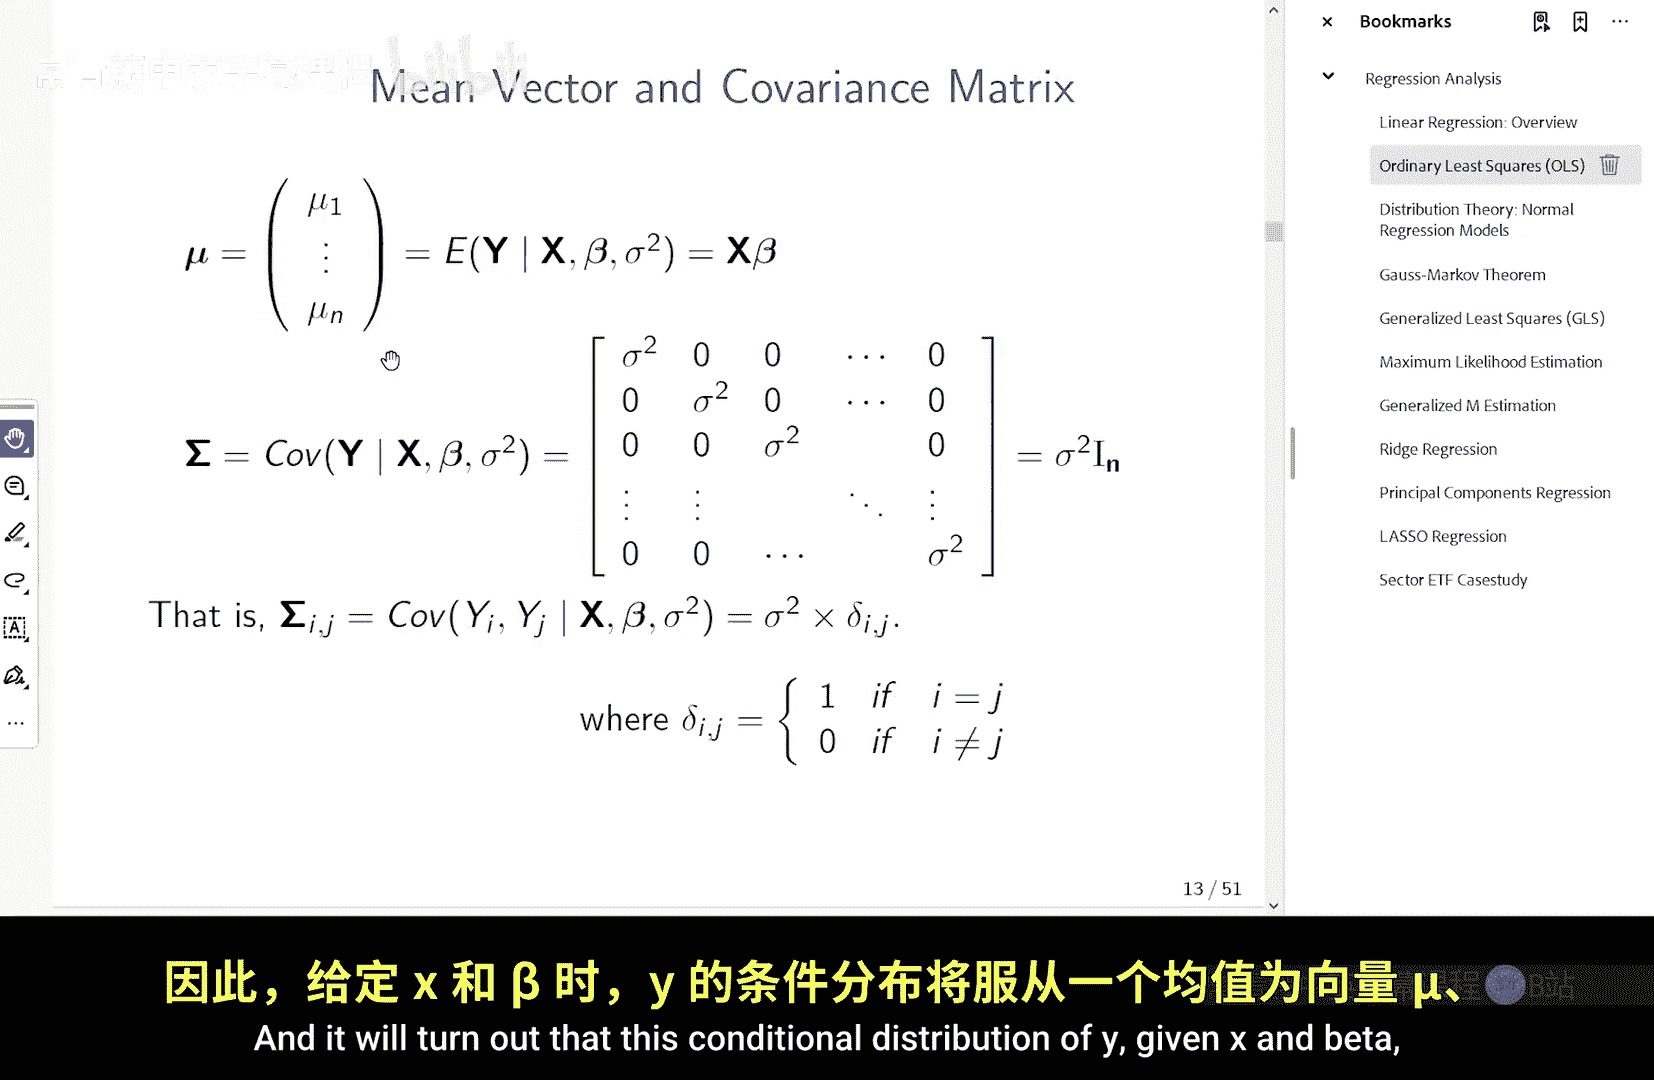 Mean Vector and Covariance Matrix
μ = ( μ1 ⋮ μn ) = E(Y | X, β, σ²) = Xβ
Σ = Cov(Y | X, β, σ²) = [ σ² 0 0 ⋯ 0
0 σ² 0 ⋯ 0
0 0 σ² 0
⋮ ⋮ ⋱ ⋮
0 0 ⋯ σ² ] = σ²Iₙ
That is, Σi,j = Cov(Yi, Yj | X, β, σ²) = σ² × δi,j.
where δi,j = { 1 if i = j
0 if i ≠ j
13 / 51
Bookmarks
Regression Analysis
Linear Regression: Overview
Ordinary Least Squares (OLS)
Distribution Theory: Normal
Regression Models
Gauss-Markov Theorem
Generalized Least Squares (GLS)
Maximum Likelihood Estimation
Generalized M Estimation
Ridge Regression
Principal Components Regression
LASSO Regression
Sector ETF Casestudy
因此，给定 x 和 β 时，y 的条件分布将服从一个均值为向量 μ、
And it will turn out that this conditional distribution of y, given x and beta,
bilibili